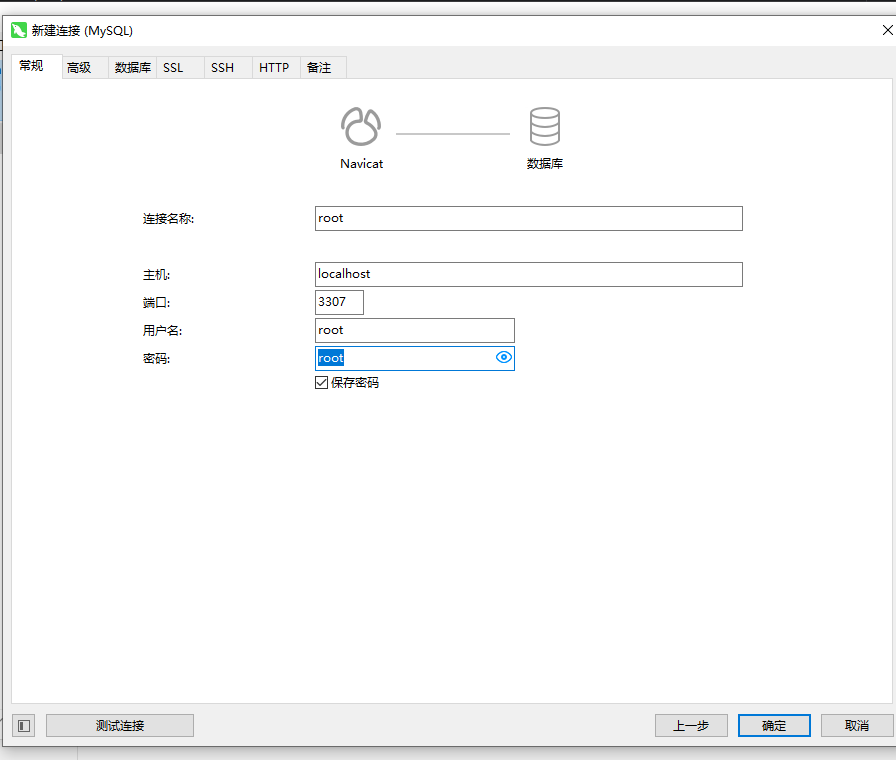 新建连接 (MySQL)
常规 高级 数据库 SSL SSH HTTP 备注
Navicat 数据库
连接名称: root
主机: localhost
端口: 3307
用户名: root
密码: root
保存密码
测试连接 上一步 确定 取消